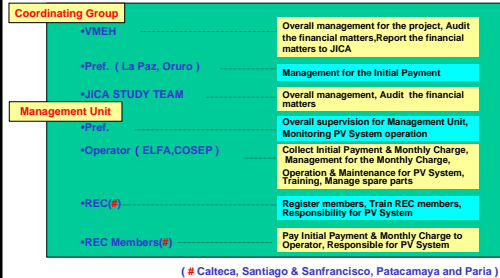 Coordinating Group
•VMEH
Overall management for the project, Audit
the financial matters,Report the financial
matters to JICA
•Pref. ( La Paz, Oruro )
Management for the Initial Payment
•JICA STUDY TEAM
Overall management, Audit the financial
matters
Management Unit
•Pref.
Overall supervision for Management Unit,
Monitoring PV System operation
•Operator ( ELFA,COSEP )
Collect Initial Payment & Monthly Charge,
Management for the Monthly Charge,
Operation & Maintenance for PV System,
Training, Manage spare parts
•REC(#)
Register members, Train REC members,
Responsibility for PV System
•REC Members(#)
Pay Initial Payment & Monthly Charge to
Operator, Responsible for PV System
( # Calteca, Santiago & Sanfrancisco, Patacamaya and Paria )